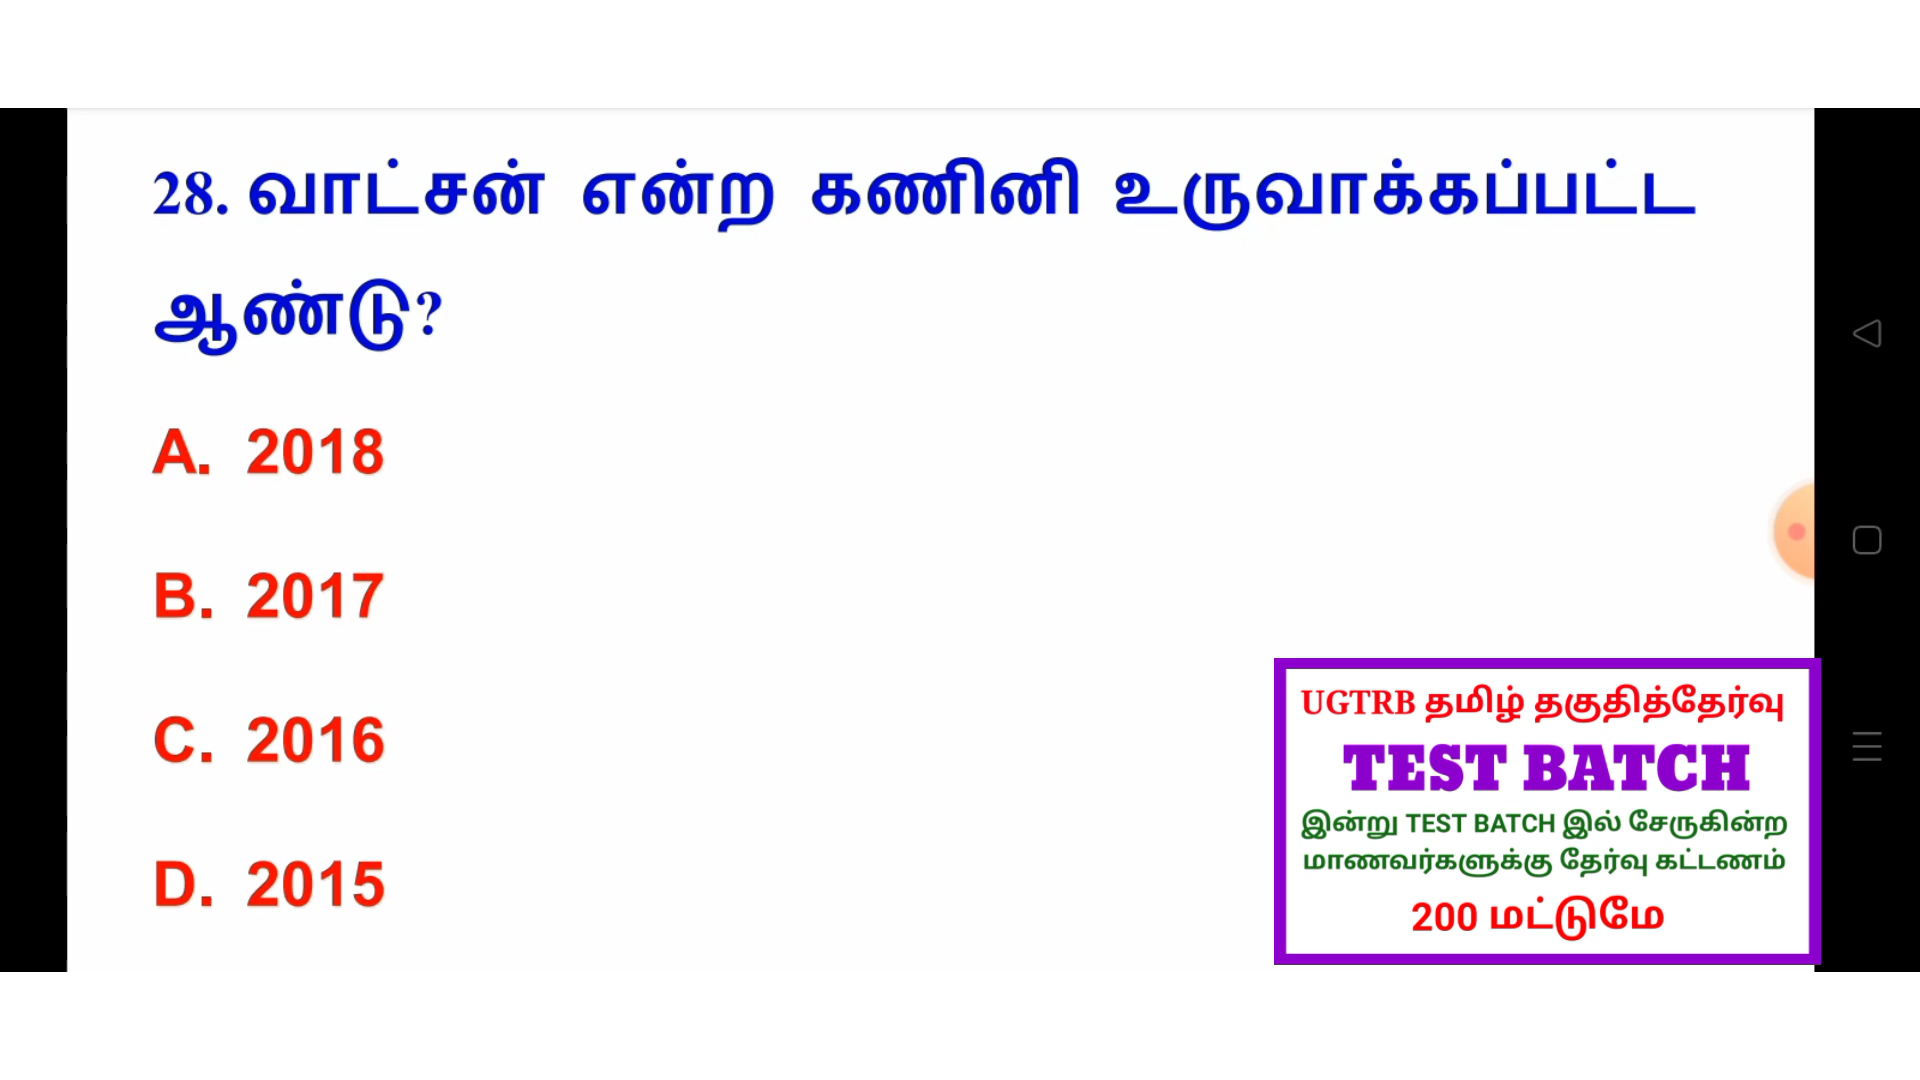 28. வாட்சன் என்ற கணினி உருவாக்கப்பட்ட
ஆண்டு?
A. 2018
B. 2017
C. 2016
D. 2015
UGTRB தமிழ் தகுதித்தேர்வு
TEST BATCH
இன்று TEST BATCH இல் சேருகின்ற
மாணவர்களுக்கு தேர்வு கட்டணம்
200 மட்டுமே